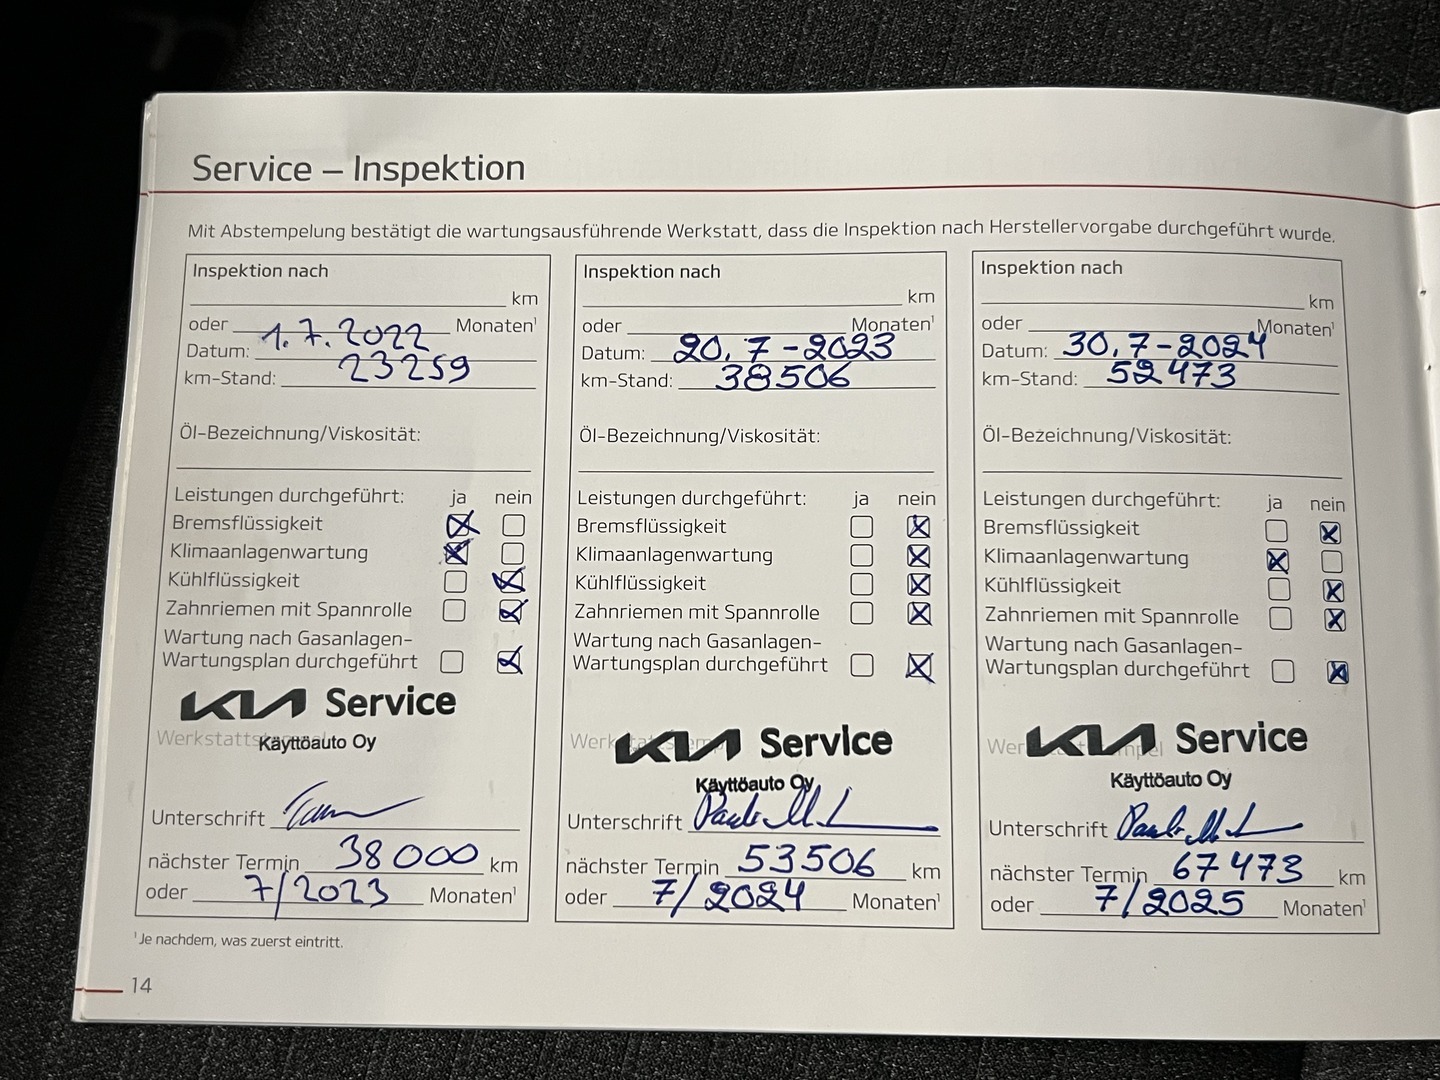 Service – Inspektion
Mit Abstempelung bestätigt die wartungsausführende Werkstatt, dass die Inspektion nach Herstellervorgabe durchgeführt wurde.
Inspektion nach
km
oder Monaten¹
1.7.2022
Datum:
23259
km-Stand:
Öl-Bezeichnung/Viskosität:
Leistungen durchgeführt: ja nein
Bremsflüssigkeit
Klimaanlagenwartung
Kühlflüssigkeit
Zahnriemen mit Spannrolle
Wartung nach Gasanlagen-
Wartungsplan durchgeführt
KIA Service
Käyttöauto Oy
Unterschrift
nächster Termin 38000 km
oder 7/2023 Monaten¹
Inspektion nach
km
oder Monaten¹
Datum: 20.7-2023
km-Stand: 38506
Öl-Bezeichnung/Viskosität:
Leistungen durchgeführt: ja nein
Bremsflüssigkeit
Klimaanlagenwartung
Kühlflüssigkeit
Zahnriemen mit Spannrolle
Wartung nach Gasanlagen-
Wartungsplan durchgeführt
KIA Service
Käyttöauto Oy
Unterschrift
nächster Termin 53506 km
oder 7/2024 Monaten¹
Inspektion nach
km
oder Monaten¹
Datum: 30.7-2024
km-Stand: 52473
Öl-Bezeichnung/Viskosität:
Leistungen durchgeführt: ja nein
Bremsflüssigkeit
Klimaanlagenwartung
Kühlflüssigkeit
Zahnriemen mit Spannrolle
Wartung nach Gasanlagen-
Wartungsplan durchgeführt
KIA Service
Käyttöauto Oy
Unterschrift
nächster Termin 67473 km
oder 7/2025 Monaten¹
¹Je nachdem, was zuerst eintritt.
14